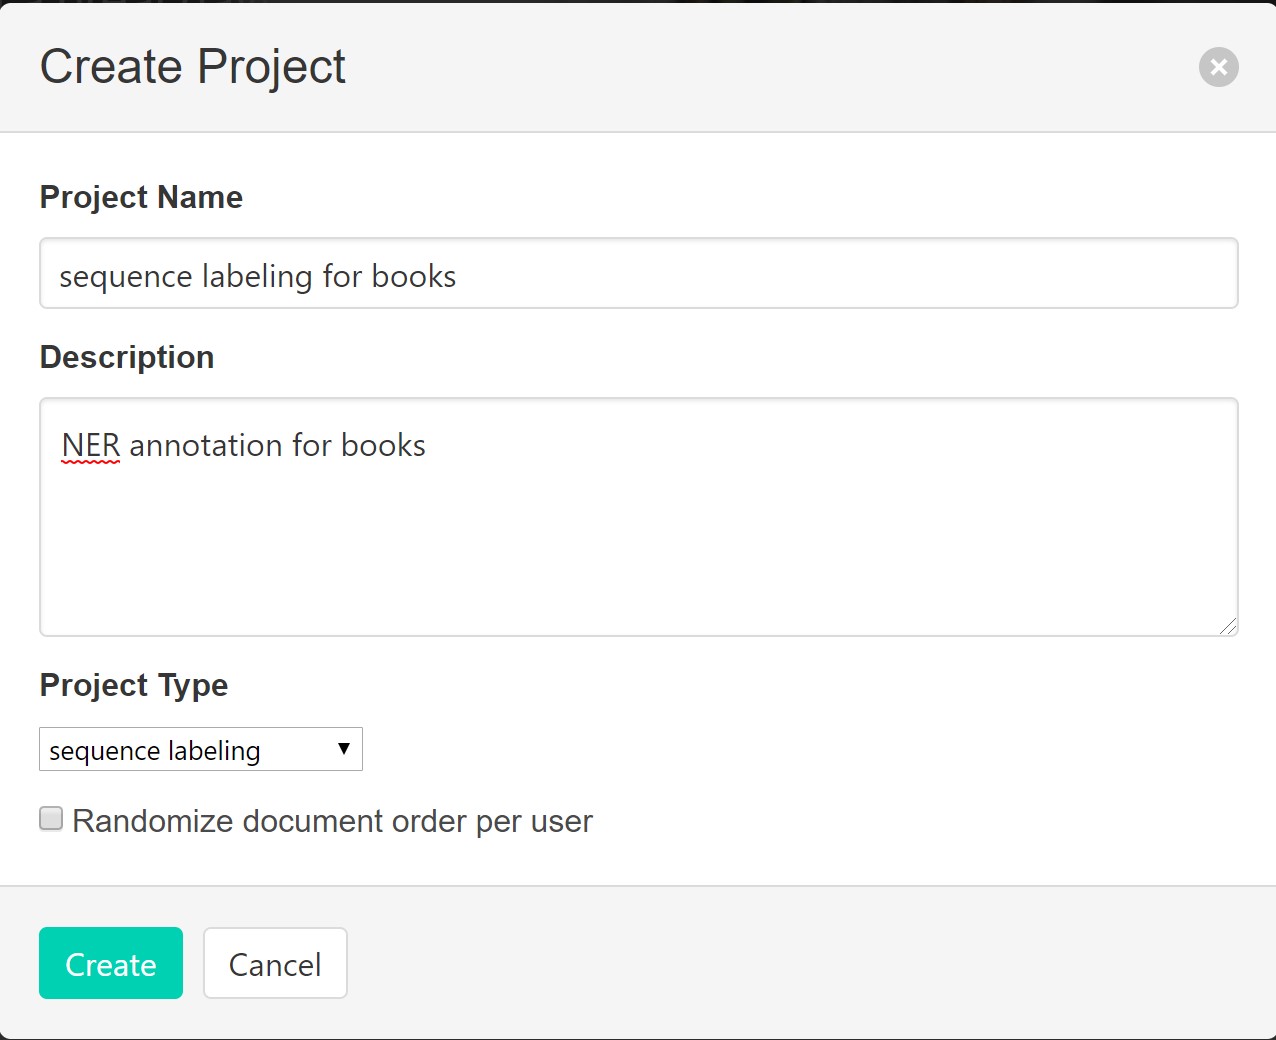 Create Project
Project Name
sequence labeling for books
Description
NER annotation for books
Project Type
sequence labeling
Randomize document order per user
Create
Cancel